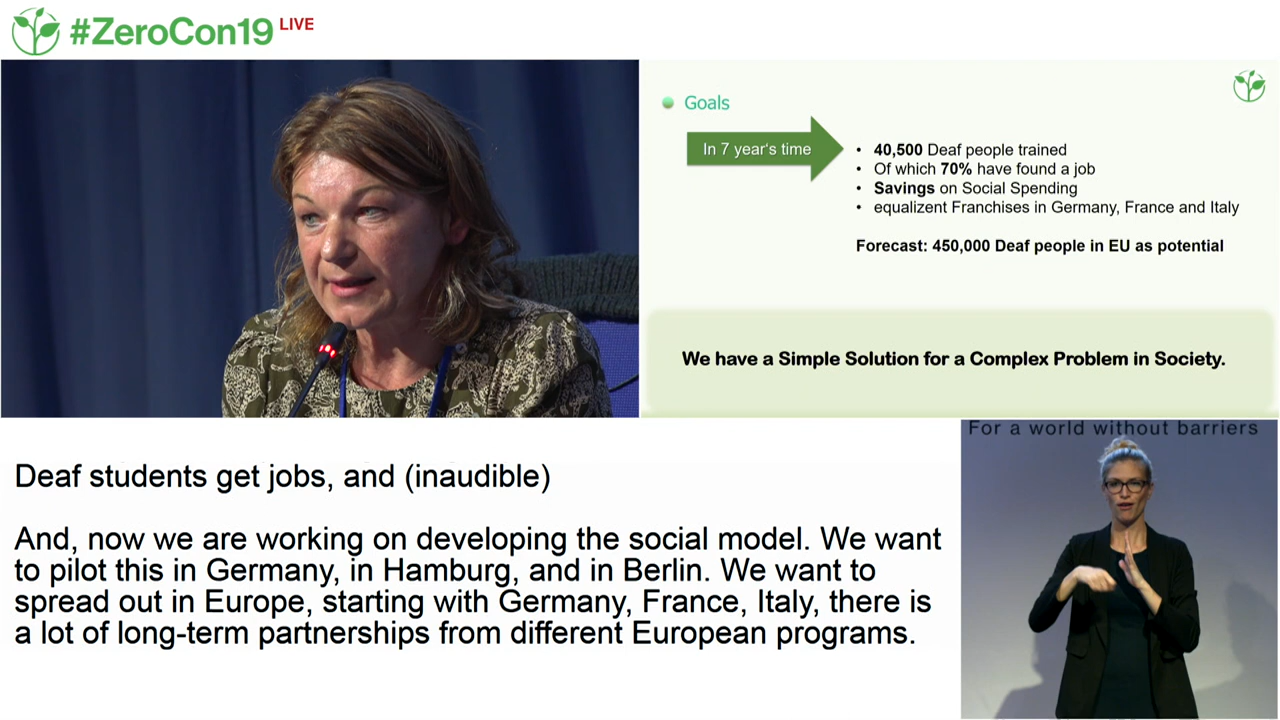 #ZeroCon19 LIVE
Goals
In 7 year's time
• 40,500 Deaf people trained
• Of which 70% have found a job
• Savings on Social Spending
• equalizent Franchises in Germany, France and Italy
Forecast: 450,000 Deaf people in EU as potential
We have a Simple Solution for a Complex Problem in Society.
For a world without barriers
Deaf students get jobs, and (inaudible)
And, now we are working on developing the social model. We want
to pilot this in Germany, in Hamburg, and in Berlin. We want to
spread out in Europe, starting with Germany, France, Italy, there is
a lot of long-term partnerships from different European programs.